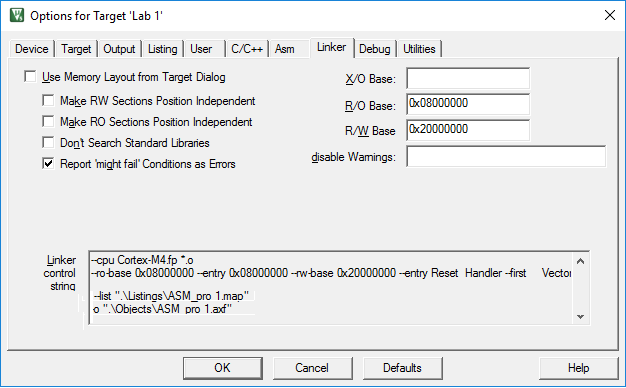 Options for Target 'Lab 1'
Device Target Output Listing User C/C++ Asm Linker Debug Utilities
Use Memory Layout from Target Dialog
Make RW Sections Position Independent
Make RO Sections Position Independent
Don't Search Standard Libraries
Report 'might fail' Conditions as Errors
X/O Base:
R/O Base: 0x08000000
R/W Base 0x20000000
disable Warnings:
Linker control string
--cpu Cortex-M4.fp *.o
--ro-base 0x08000000 --entry 0x08000000 --rw-base 0x20000000 --entry Reset Handler --first Vector
--list ".\Listings\ASM_pro 1.map"
o ".\Objects\ASM_pro 1.axf"
OK Cancel Defaults Help